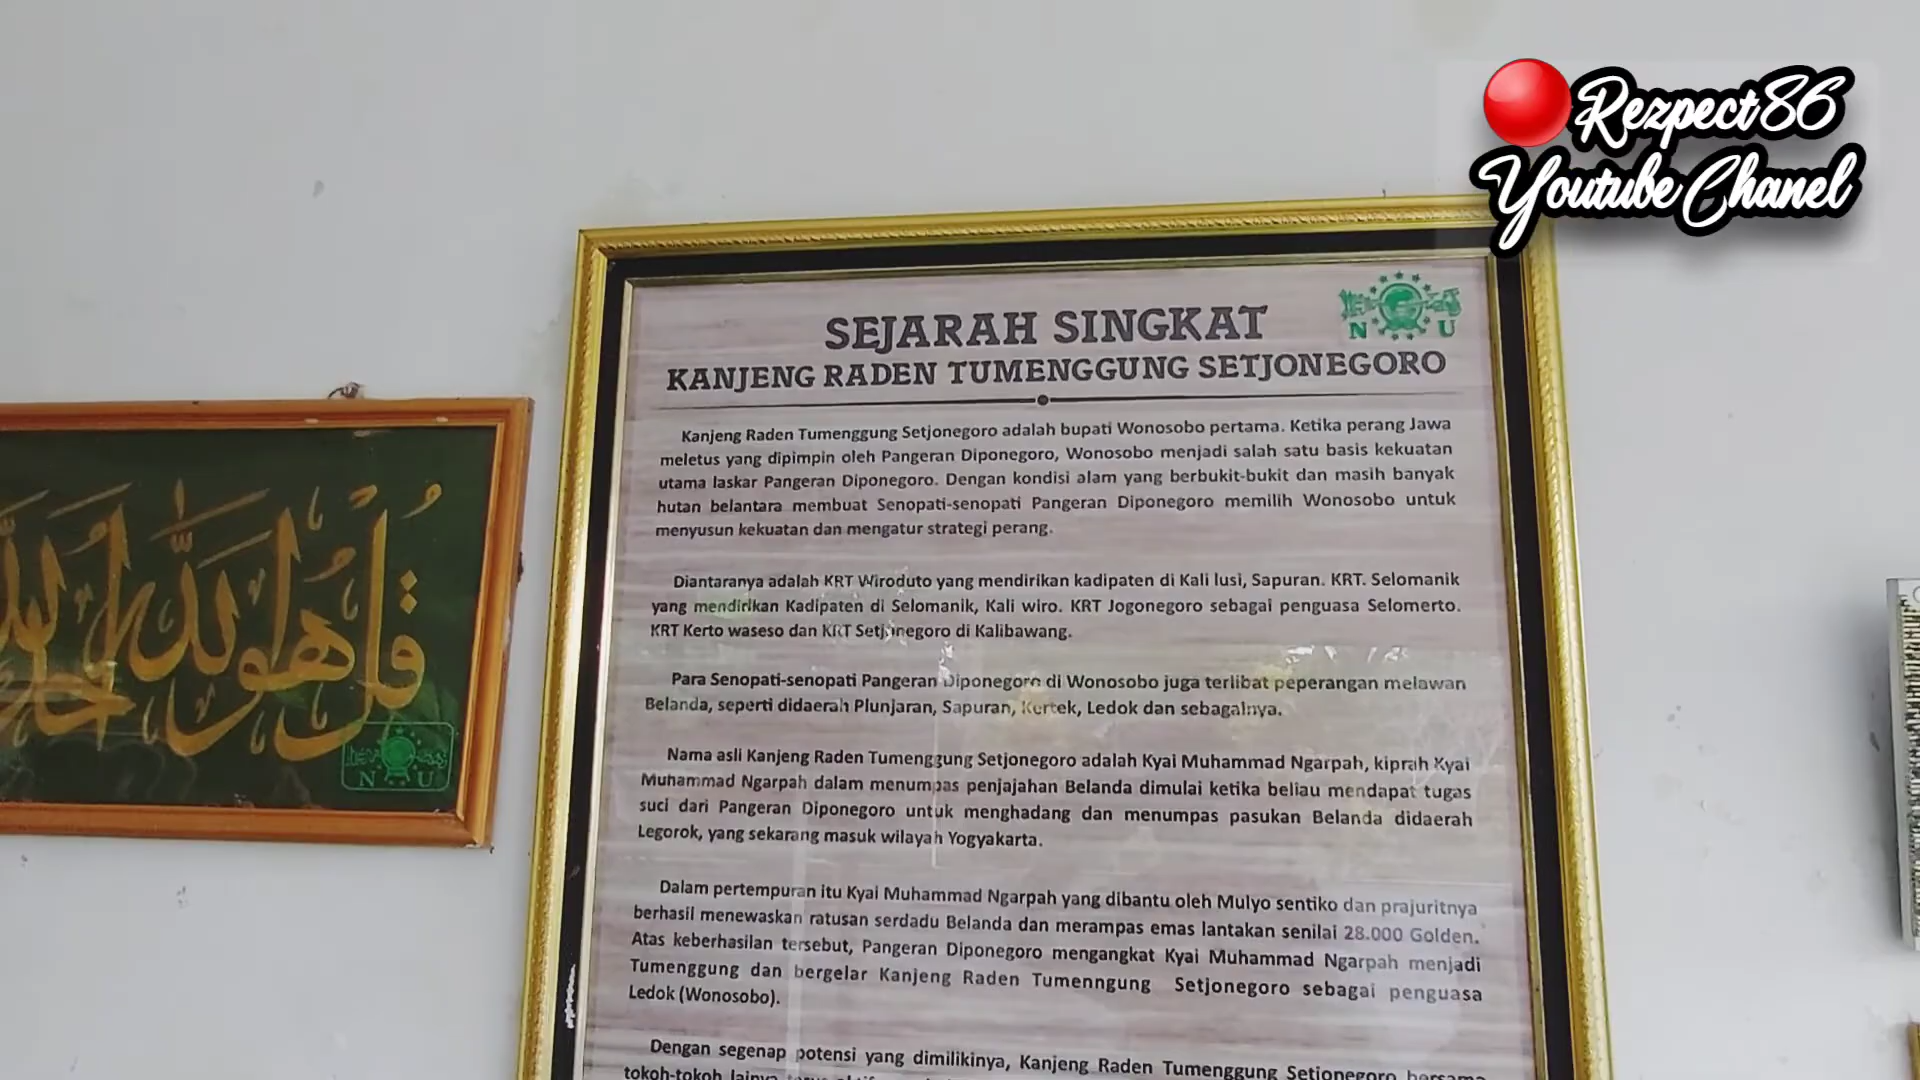 Rezpect86
Youtube Chanel
N U
SEJARAH SINGKAT
KANJENG RADEN TUMENGGUNG SETJONEGORO
Kanjeng Raden Tumenggung Setjonegoro adalah bupati Wonosobo pertama. Ketika perang Jawa
meletus yang dipimpin oleh Pangeran Diponegoro, Wonosobo menjadi salah satu basis kekuatan
utama laskar Pangeran Diponegoro. Dengan kondisi alam yang berbukit-bukit dan masih banyak
hutan belantara membuat Senopati-senopati Pangeran Diponegoro memilih Wonosobo untuk
menyusun kekuatan dan mengatur strategi perang.
Diantaranya adalah KRT Wiroduto yang mendirikan kadipaten di Kali lusi, Sapuran. KRT. Selomanik
yang mendirikan Kadipaten di Selomanik, Kali wiro. KRT Jogonegoro sebagai penguasa Selomerto.
KRT Kerto waseso dan KRT Setjonegoro di Kalibawang.
Para Senopati-senopati Pangeran Diponegoro di Wonosobo juga terlibat peperangan melawan
Belanda, seperti didaerah Plunjaran, Sapuran, Kertek, Ledok dan sebagainya.
Nama asli Kanjeng Raden Tumenggung Setjonegoro adalah Kyai Muhammad Ngarpah, kiprah Kyai
Muhammad Ngarpah dalam menumpas penjajahan Belanda dimulai ketika beliau mendapat tugas
suci dari Pangeran Diponegoro untuk menghadang dan menumpas pasukan Belanda didaerah
Legorok, yang sekarang masuk wilayah Yogyakarta.
Dalam pertempuran itu Kyai Muhammad Ngarpah yang dibantu oleh Mulyo sentiko dan prajuritnya
berhasil menewaskan ratusan serdadu Belanda dan merampas emas lantakan senilai 28.000 Golden.
Atas keberhasilan tersebut, Pangeran Diponegoro mengangkat Kyai Muhammad Ngarpah menjadi
Tumenggung dan bergelar Kanjeng Raden Tumenngung Setjonegoro sebagai penguasa
Ledok (Wonosobo).
Dengan segenap potensi yang dimilikinya, Kanjeng Raden Tumenggung Setjonegoro bersama
tokoh-tokoh lainya
قل هو الله أحد
N U